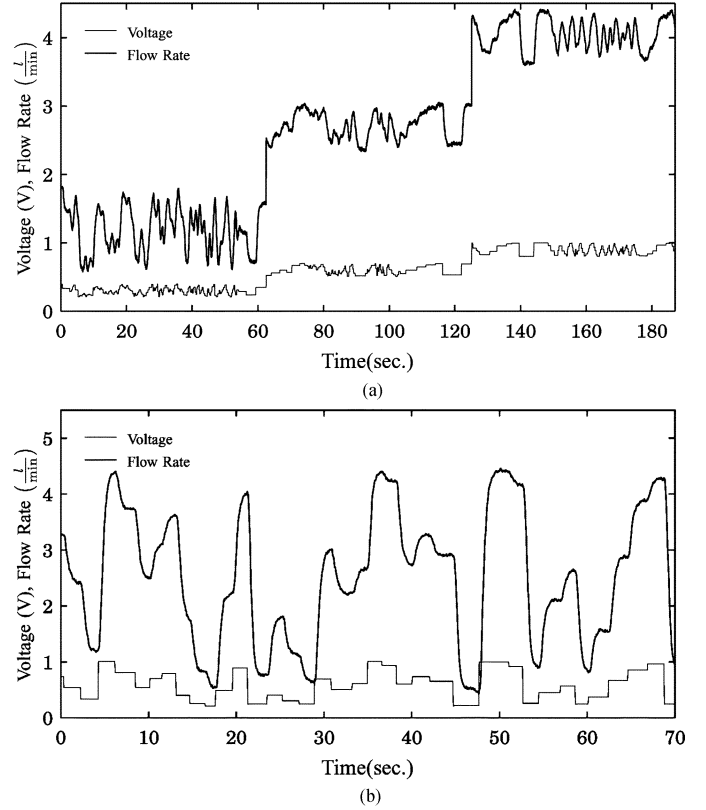 Voltage (V), Flow Rate (l/min)
4
3
2
1
0
Voltage
Flow Rate
0 20 40 60 80 100 120 140 160 180
Time(sec.)
(a)
Voltage (V), Flow Rate (l/min)
5
4
3
2
1
0
Voltage
Flow Rate
0 10 20 30 40 50 60 70
Time(sec.)
(b)